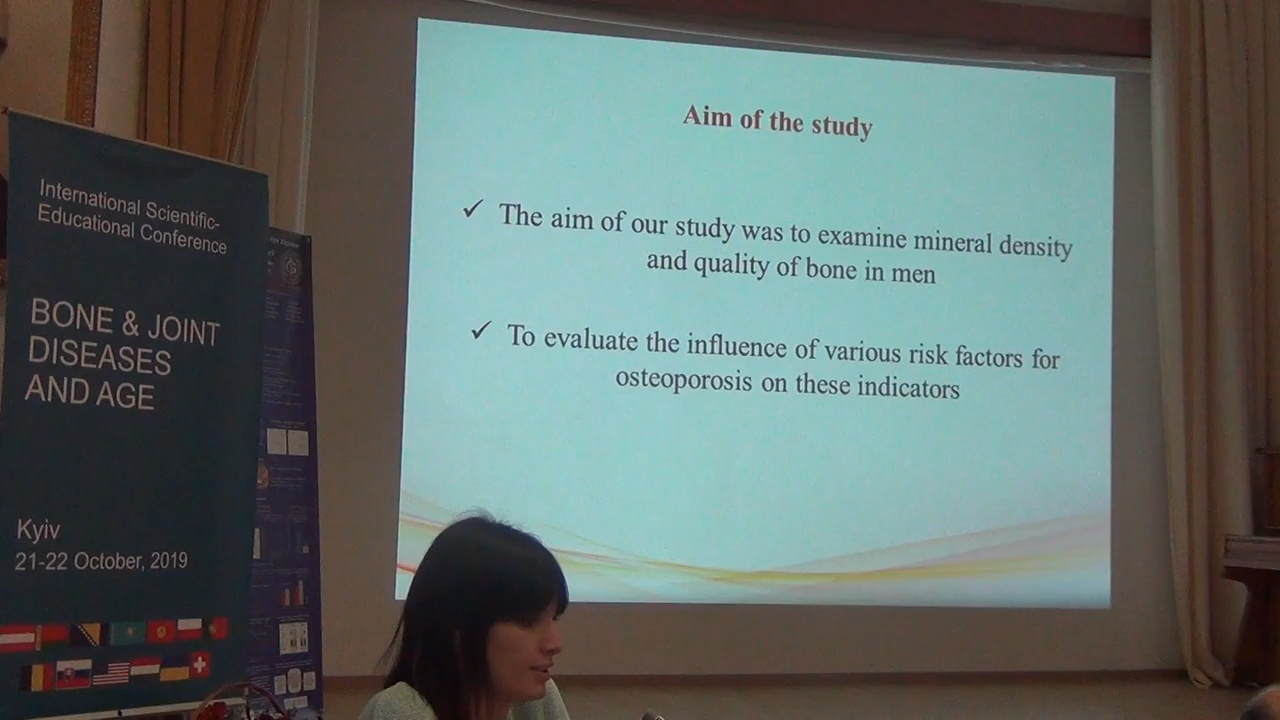 International Scientific-
Educational Conference
BONE & JOINT
DISEASES
AND AGE
Kyiv
21-22 October, 2019
Aim of the study
✓ The aim of our study was to examine mineral density
and quality of bone in men
✓ To evaluate the influence of various risk factors for
osteoporosis on these indicators